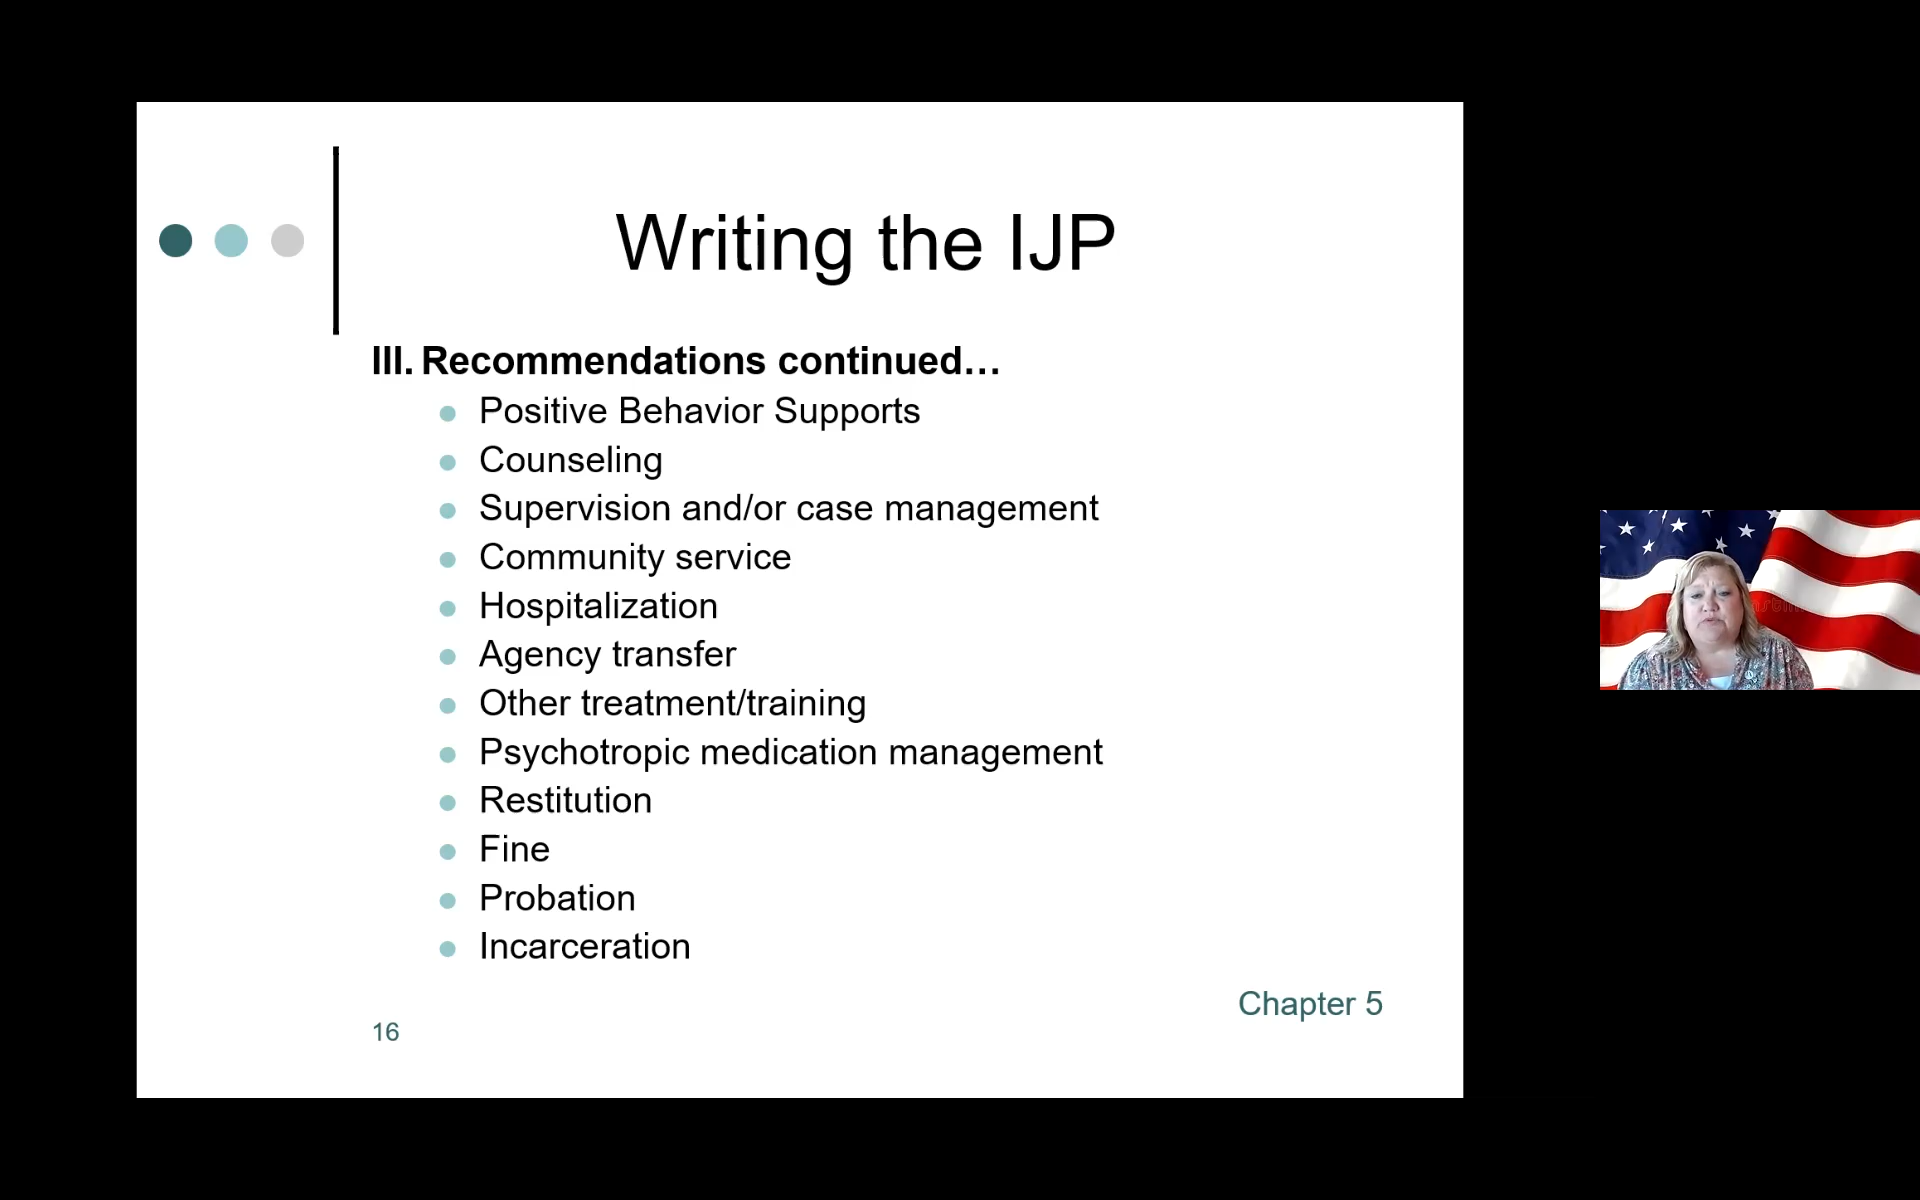 Writing the IJP
III. Recommendations continued…
Positive Behavior Supports
Counseling
Supervision and/or case management
Community service
Hospitalization
Agency transfer
Other treatment/training
Psychotropic medication management
Restitution
Fine
Probation
Incarceration
Chapter 5
16